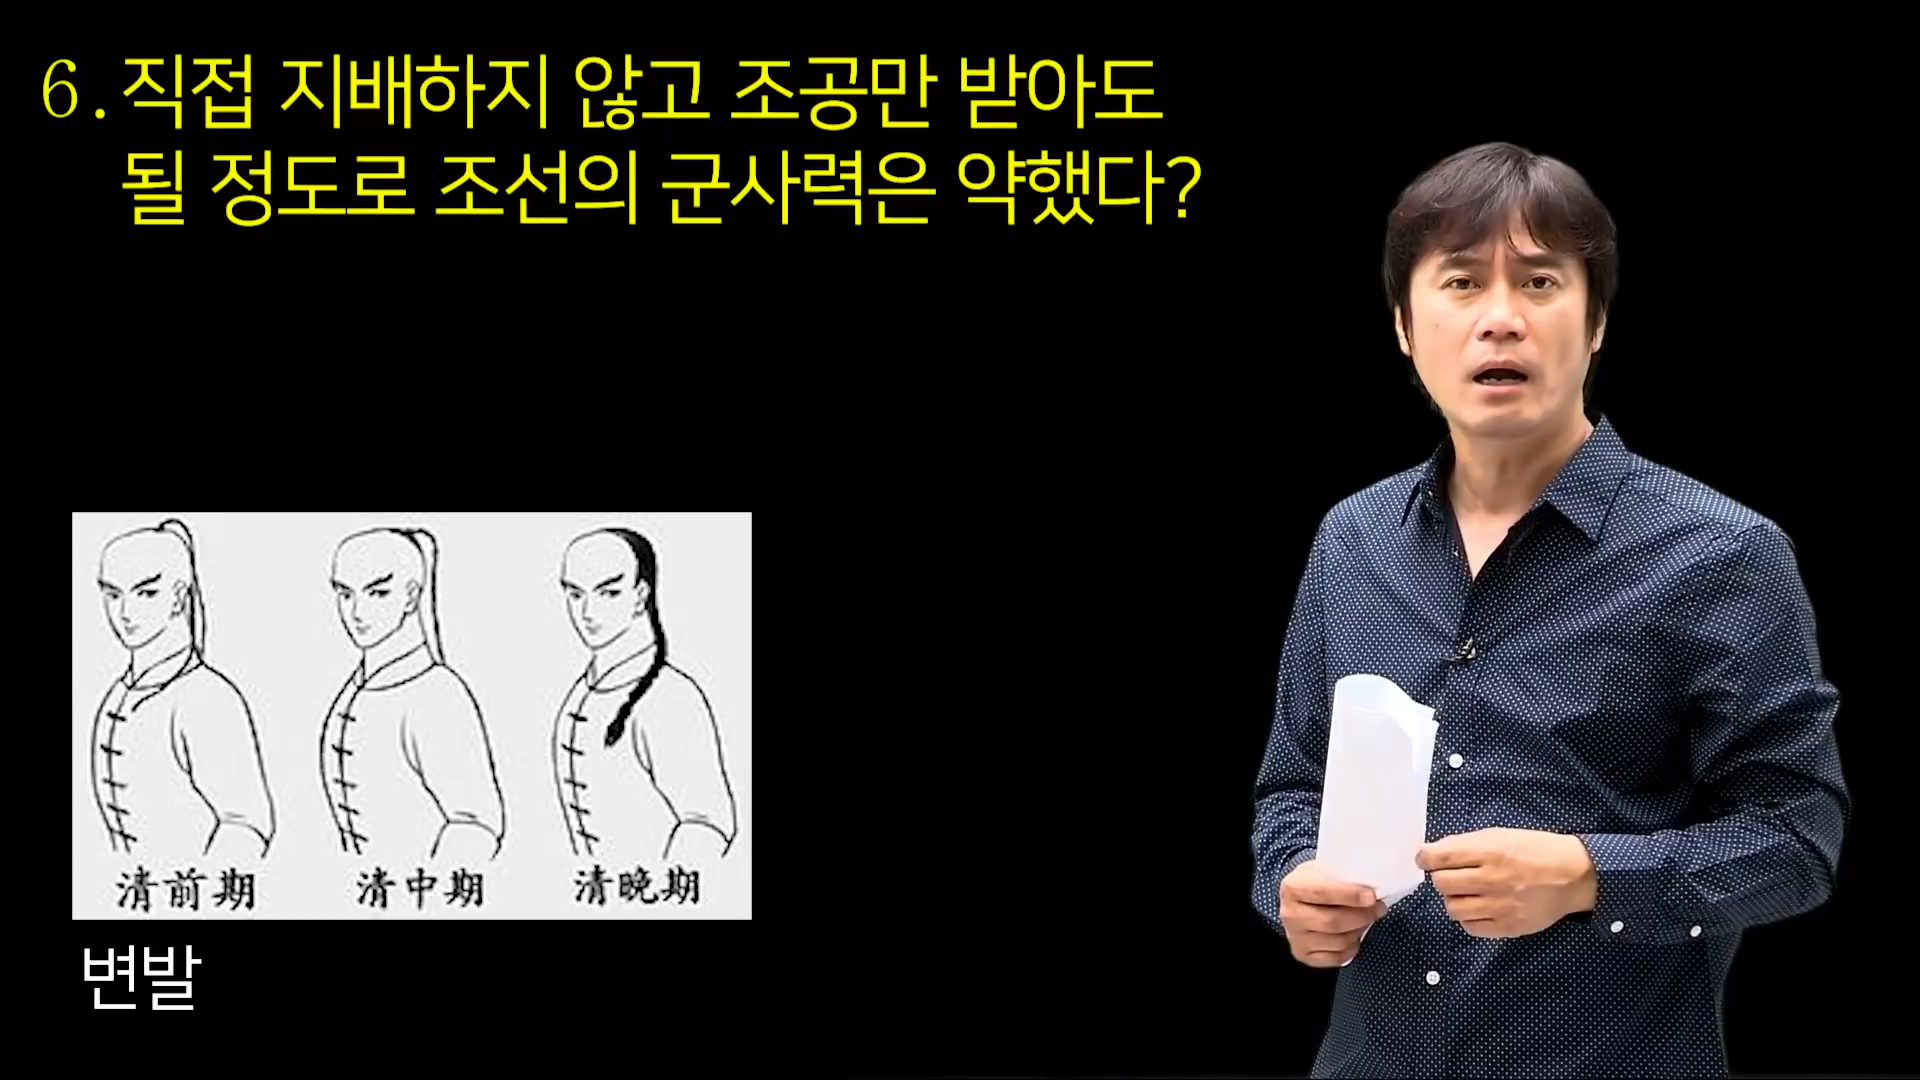 6.직접 지배하지 않고 조공만 받아도
될 정도로 조선의 군사력은 약했다?
清前期 清中期 清晚期
변발